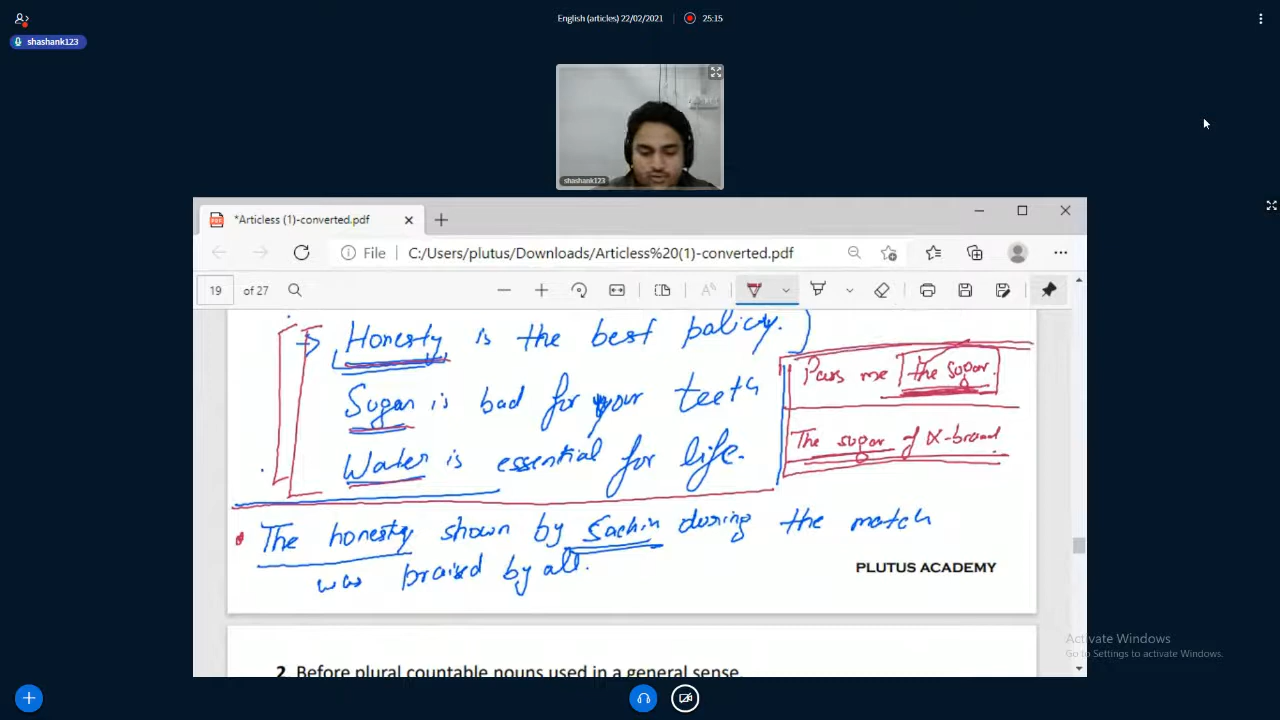 English (articles) 22/02/2021 25:15
shashank123
shashank123
*Articless (1)-converted.pdf
File C:/Users/plutus/Downloads/Articless%20(1)-converted.pdf
19 of 27
Honesty is the best policy.
Sugar is bad for your teeth
Water is essential for life.
Pass me the sugar.
The sugar of X-brand
The honesty shown by Sachin during the match
was praised by all.
PLUTUS ACADEMY
2. Before plural countable nouns used in a general sense.
Activate Windows
Go to Settings to activate Windows.